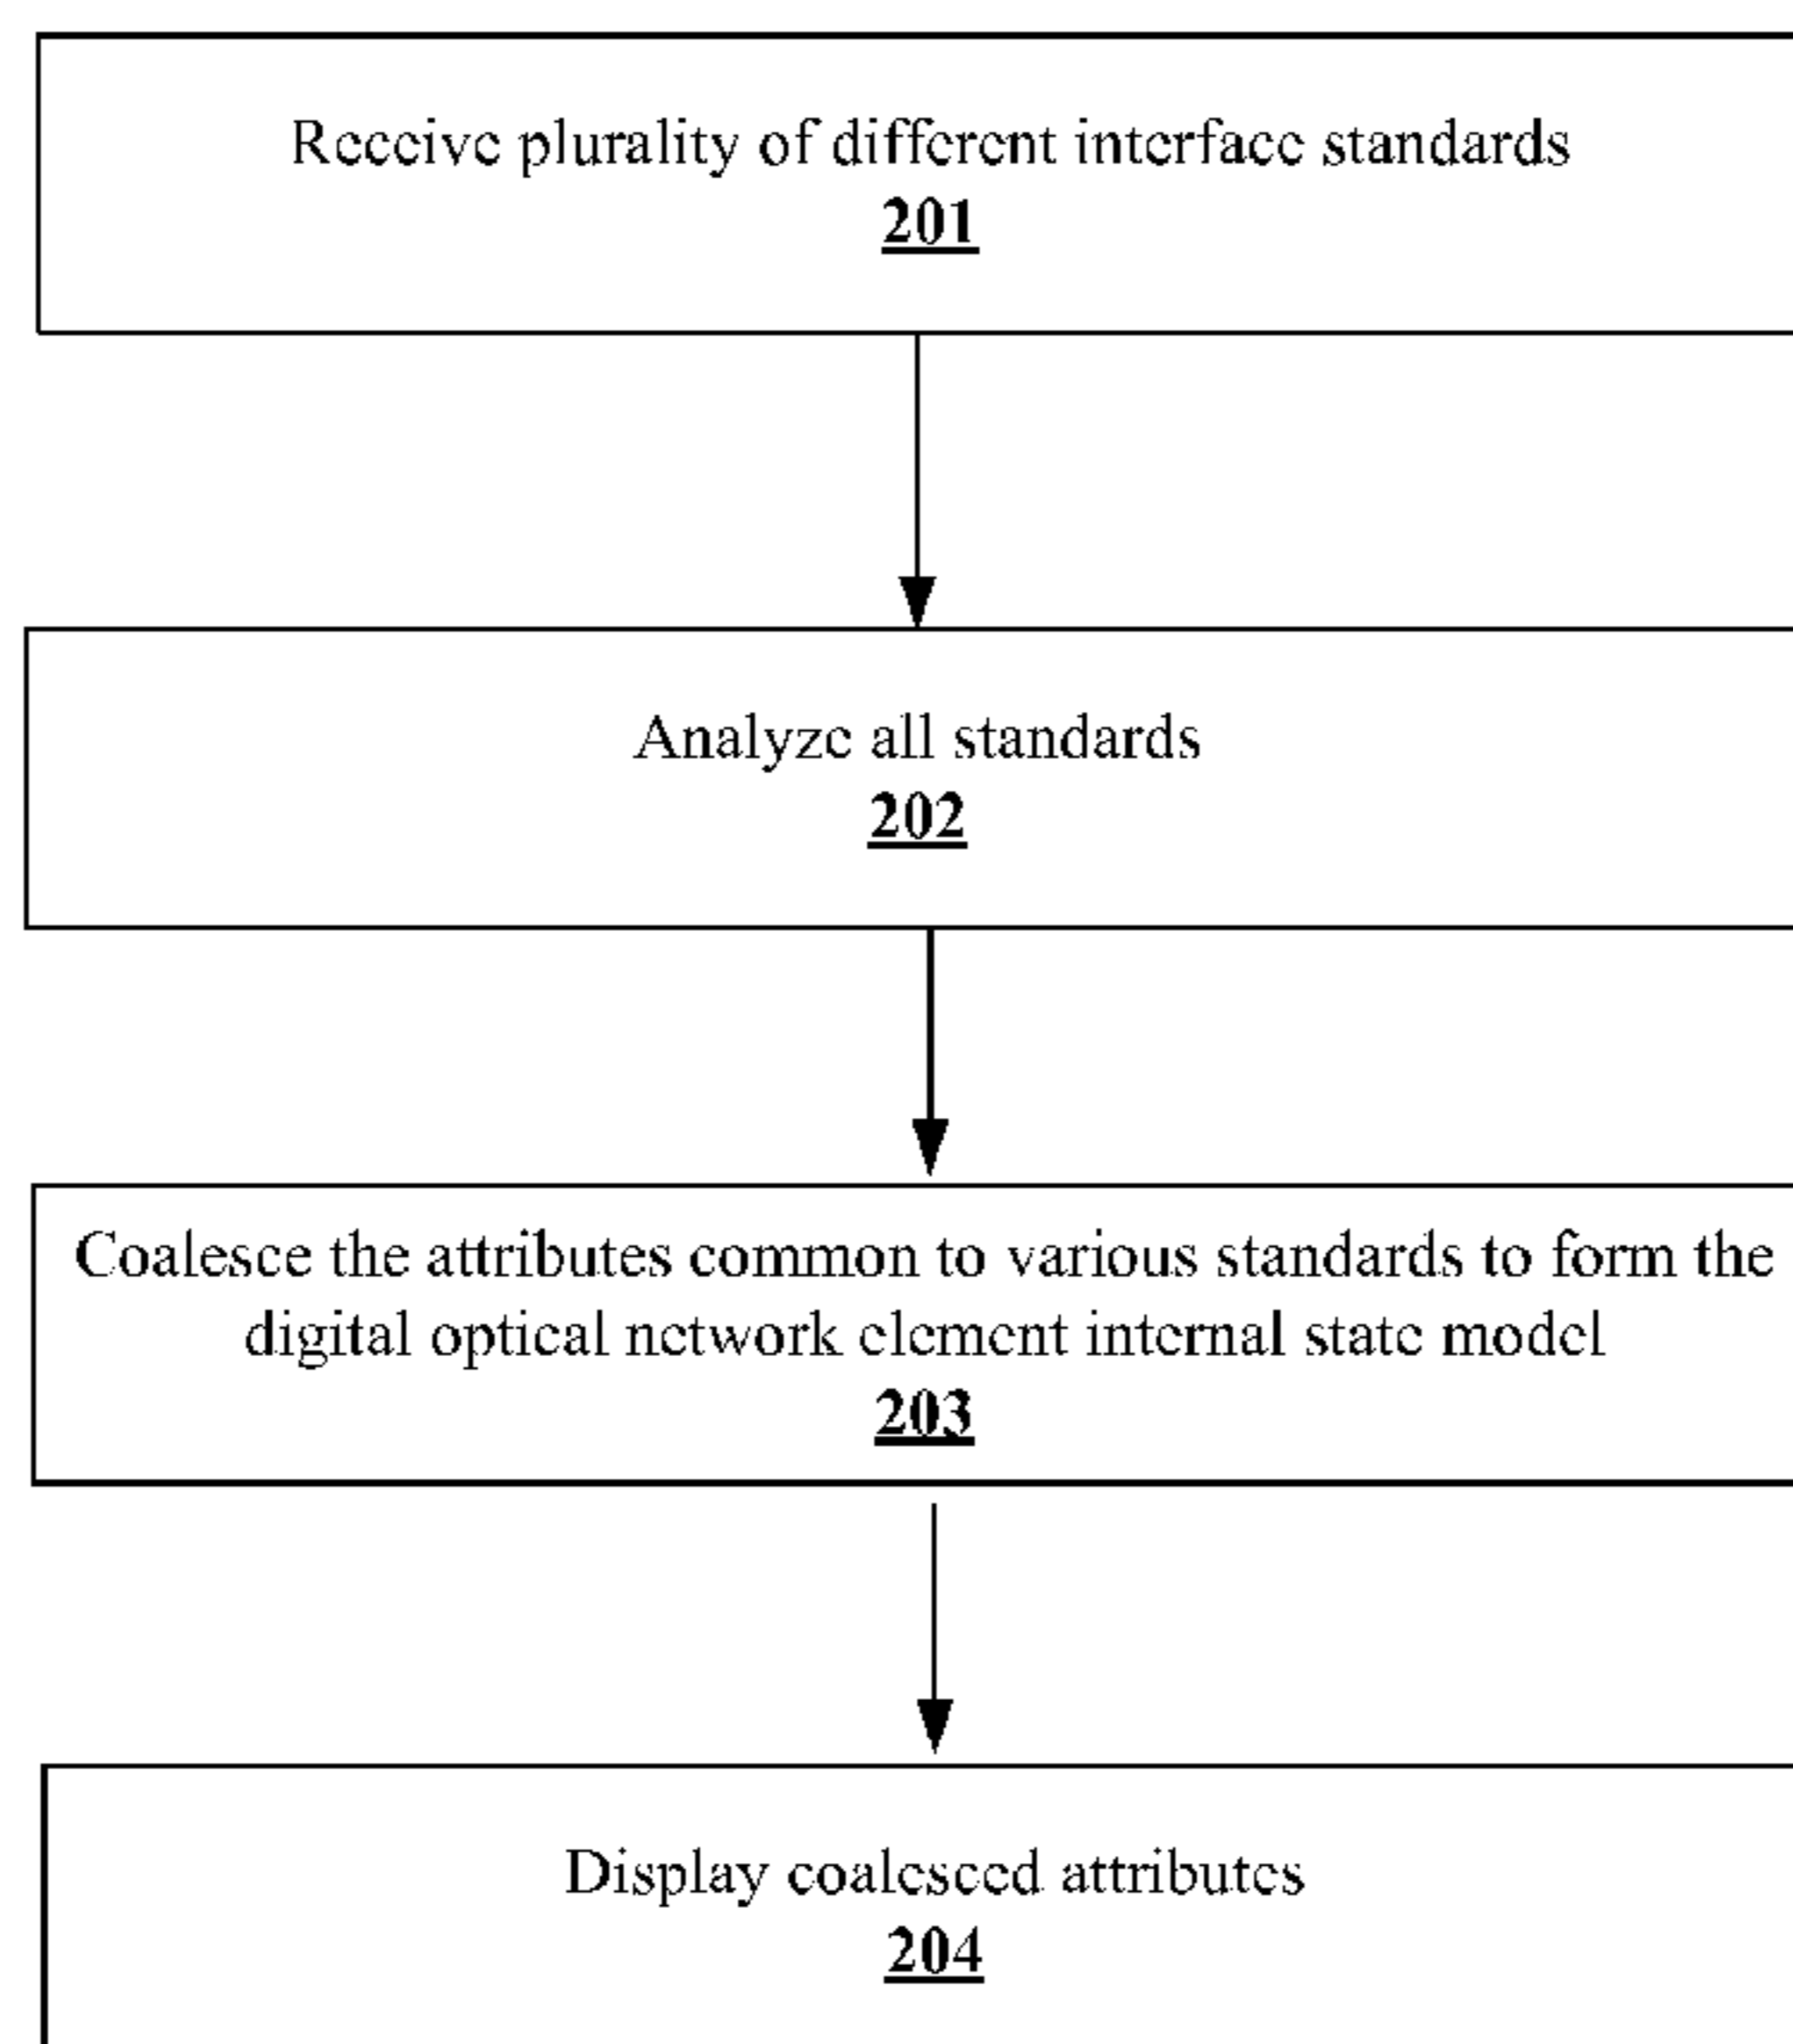 Receive plurality of different interface standards
201
Analyze all standards
202
Coalesce the attributes common to various standards to form the
digital optical network element internal state model
203
Display coalesced attributes
204